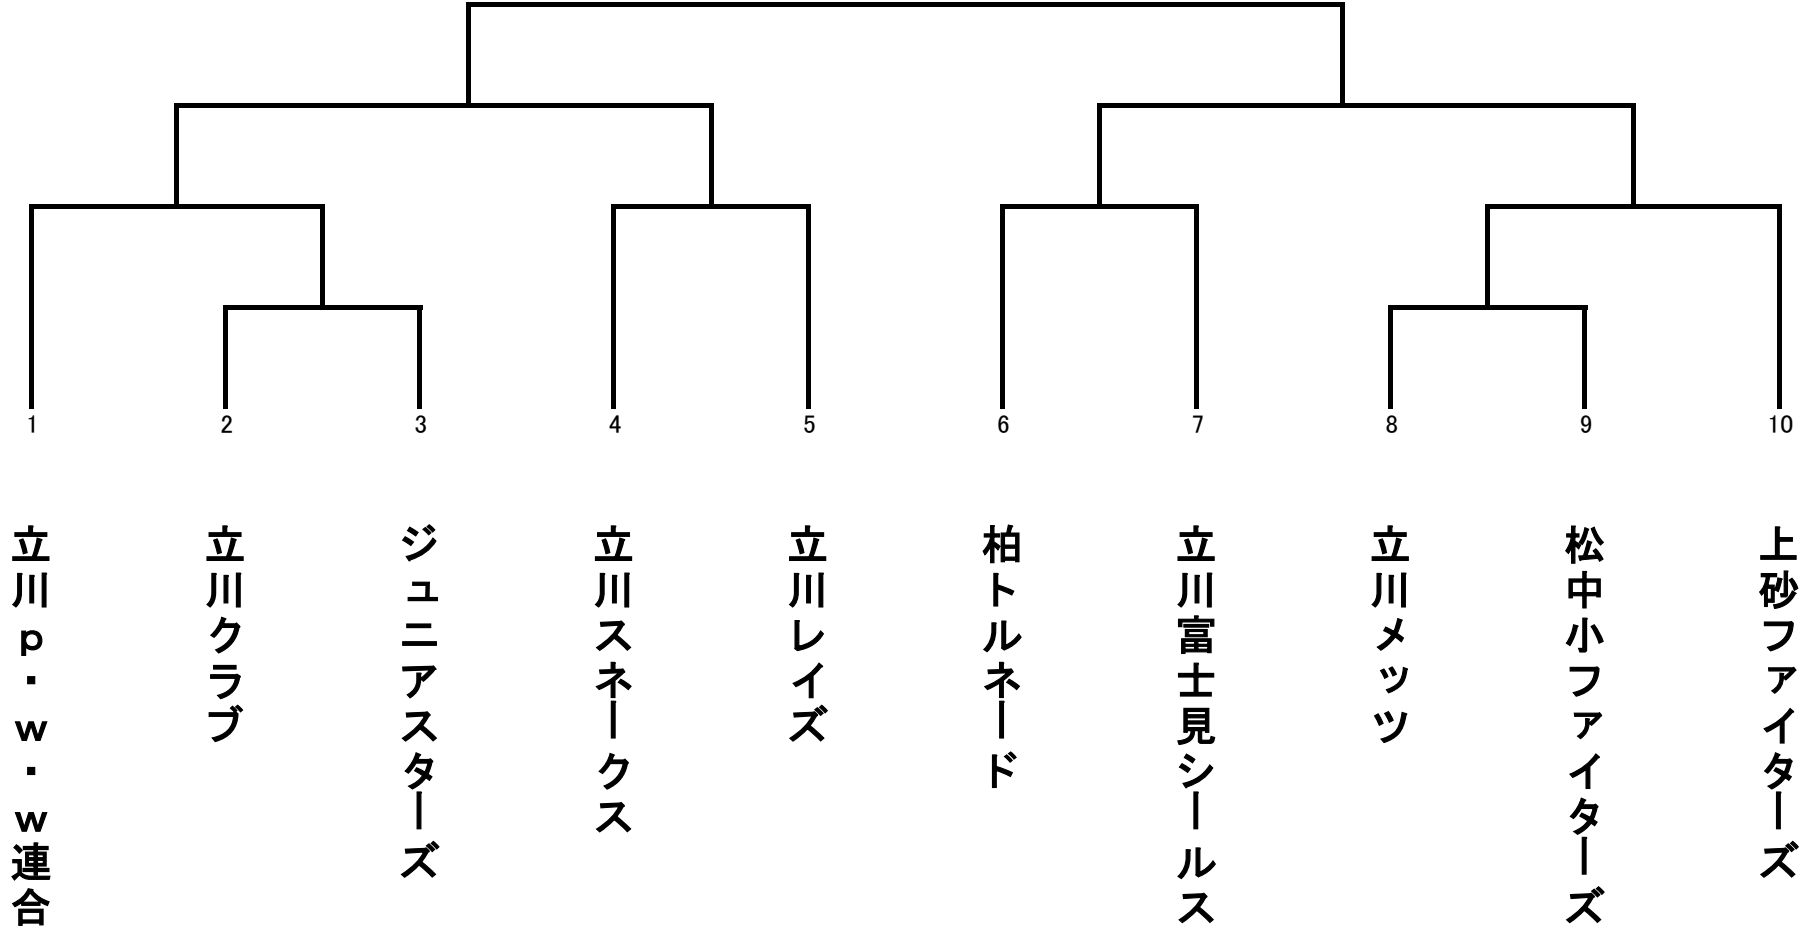 1
2
3
4
5
6
7
8
9
10
立川ｐ・ｗ・ｗ連合
立川クラブ
ジュニアスターズ
立川スネークス
立川レイズ
柏トルネード
立川富士見シールス
立川メッツ
松中小ファイターズ
上砂ファイターズ